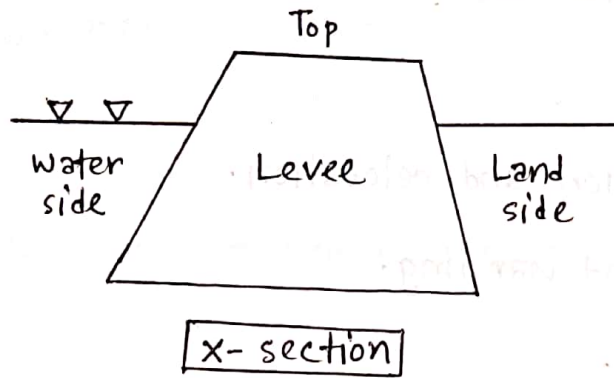 Top
water
side
Levee
Land
side
x-section